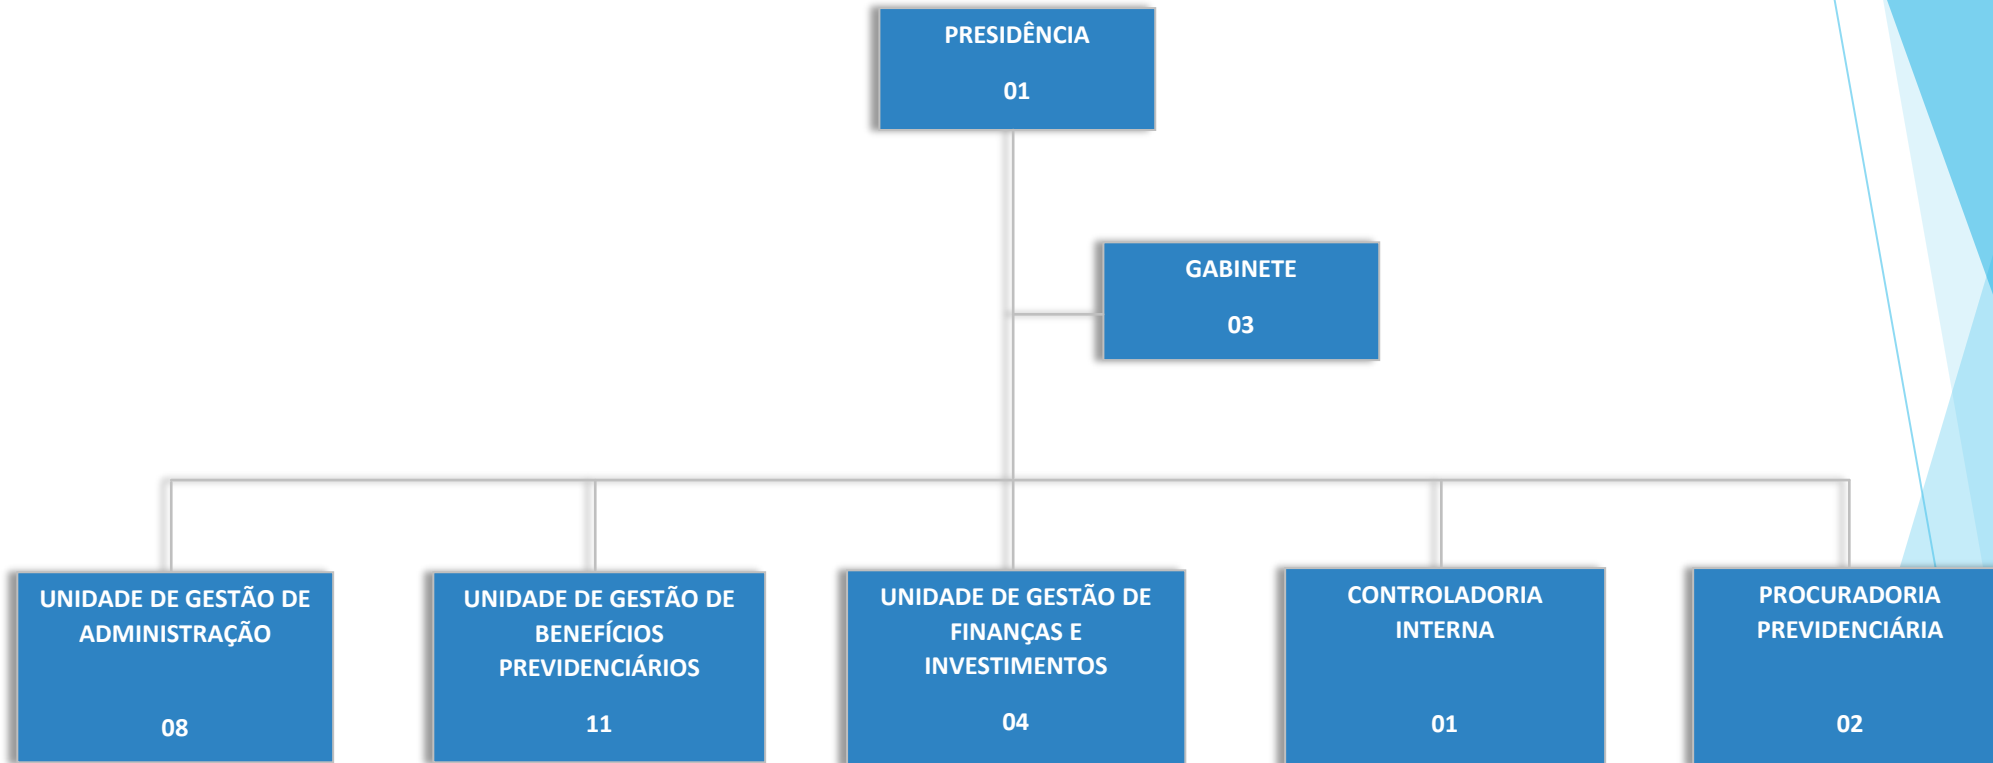 PRESIDÊNCIA
01
GABINETE
03
UNIDADE DE GESTÃO DE
ADMINISTRAÇÃO
08
UNIDADE DE GESTÃO DE
BENEFÍCIOS
PREVIDENCIÁRIOS
11
UNIDADE DE GESTÃO DE
FINANÇAS E
INVESTIMENTOS
04
CONTROLADORIA
INTERNA
01
PROCURADORIA
PREVIDENCIÁRIA
02